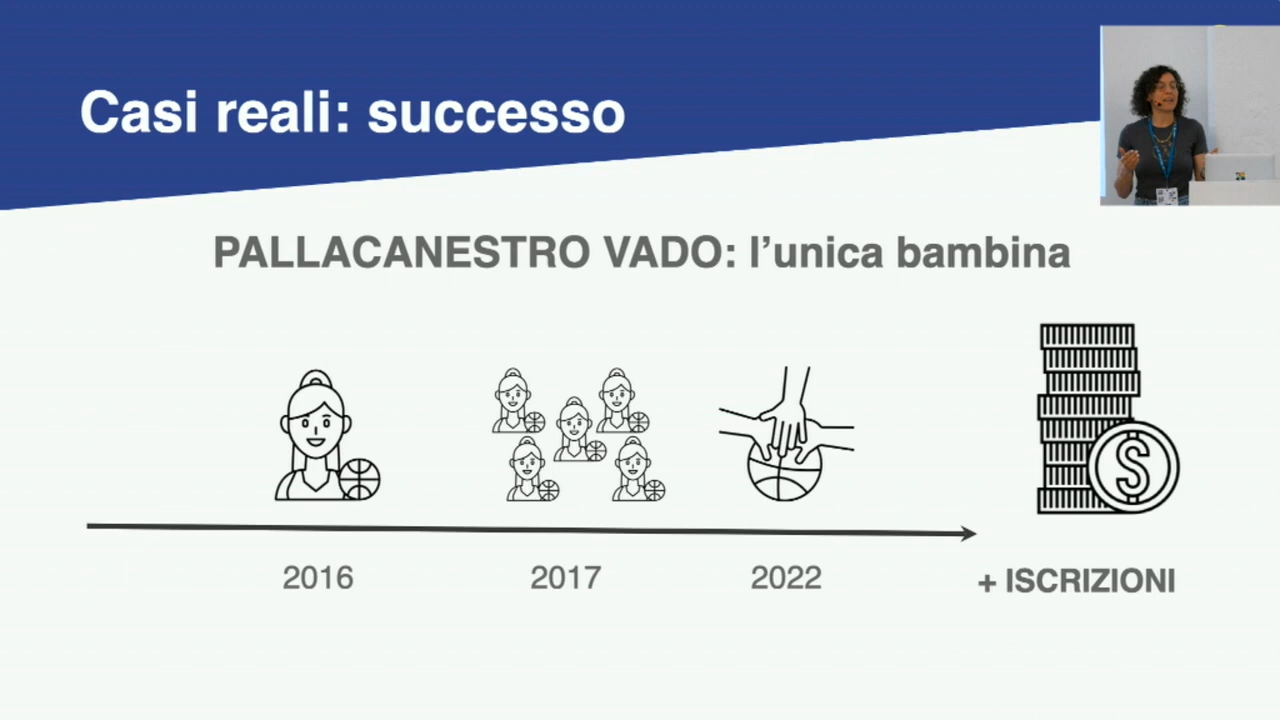 Casi reali: successo
PALLACANESTRO VADO: l’unica bambina
2016 2017 2022 + ISCRIZIONI